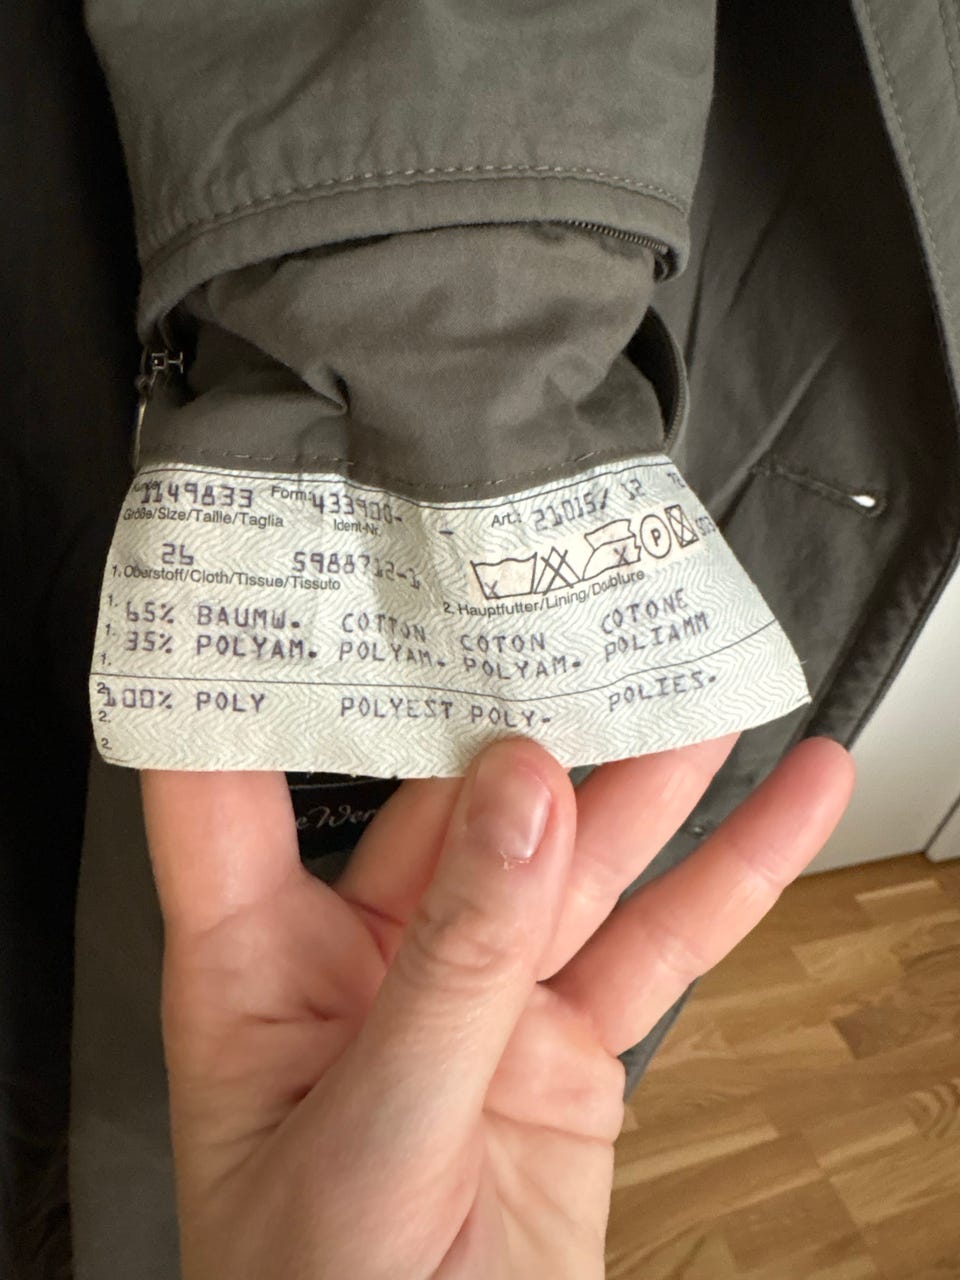 1149833 Form: 433900- - Art.: 21015/ 12 72
Größe/Size/Taille/Taglia Ident-Nr.
26 5988712-1
P
1. Oberstoff/Cloth/Tissue/Tissuto 2. Hauptfutter/Lining/Doublure
1. 65% BAUMW. COTTON COTON COTONE
1. 35% POLYAM. POLYAM. POLYAM. POLIAMM
1.
2. 100% POLY POLYEST POLY. POLIES.
2.
2.